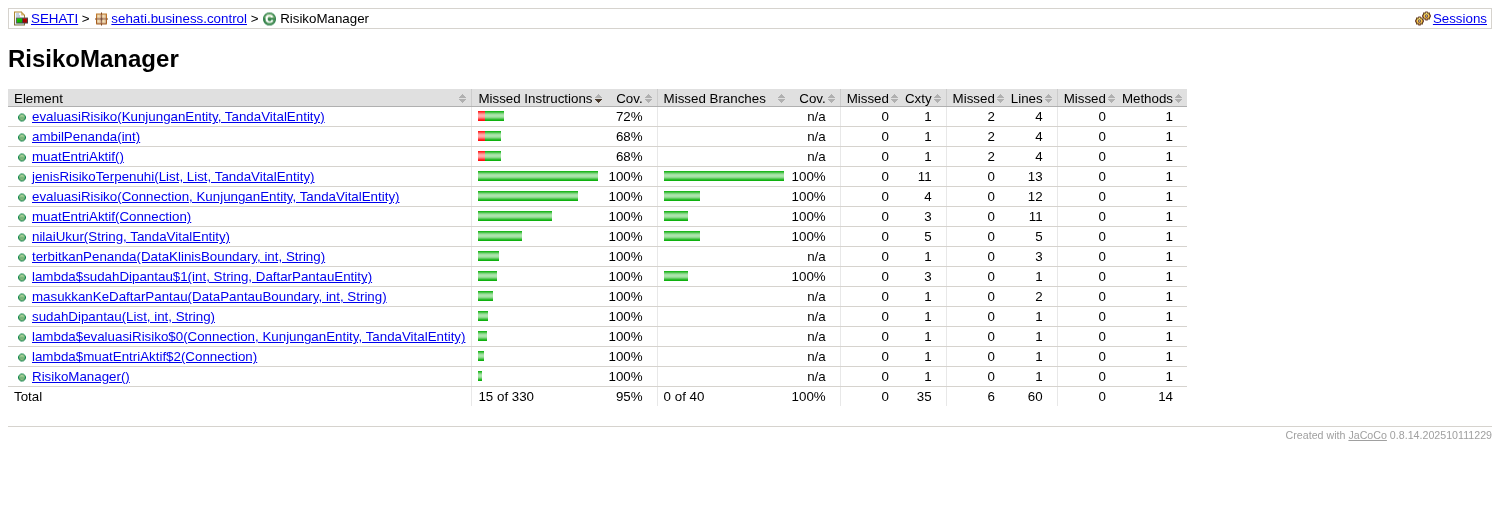 SEHATI > sehati.business.control > RisikoManager Sessions
RisikoManager
Element Missed Instructions Cov. Missed Branches Cov. Missed Cxty Missed Lines Missed Methods
evaluasiRisiko(KunjunganEntity, TandaVitalEntity) 72% n/a 0 1 2 4 0 1
ambilPenanda(int) 68% n/a 0 1 2 4 0 1
muatEntriAktif() 68% n/a 0 1 2 4 0 1
jenisRisikoTerpenuhi(List, List, TandaVitalEntity) 100% 100% 0 11 0 13 0 1
evaluasiRisiko(Connection, KunjunganEntity, TandaVitalEntity) 100% 100% 0 4 0 12 0 1
muatEntriAktif(Connection) 100% 100% 0 3 0 11 0 1
nilaiUkur(String, TandaVitalEntity) 100% 100% 0 5 0 5 0 1
terbitkanPenanda(DataKlinisBoundary, int, String) 100% n/a 0 1 0 3 0 1
lambda$sudahDipantau$1(int, String, DaftarPantauEntity) 100% 100% 0 3 0 1 0 1
masukkanKeDaftarPantau(DataPantauBoundary, int, String) 100% n/a 0 1 0 2 0 1
sudahDipantau(List, int, String) 100% n/a 0 1 0 1 0 1
lambda$evaluasiRisiko$0(Connection, KunjunganEntity, TandaVitalEntity) 100% n/a 0 1 0 1 0 1
lambda$muatEntriAktif$2(Connection) 100% n/a 0 1 0 1 0 1
RisikoManager() 100% n/a 0 1 0 1 0 1
Total 15 of 330 95% 0 of 40 100% 0 35 6 60 0 14
Created with JaCoCo 0.8.14.202510111229